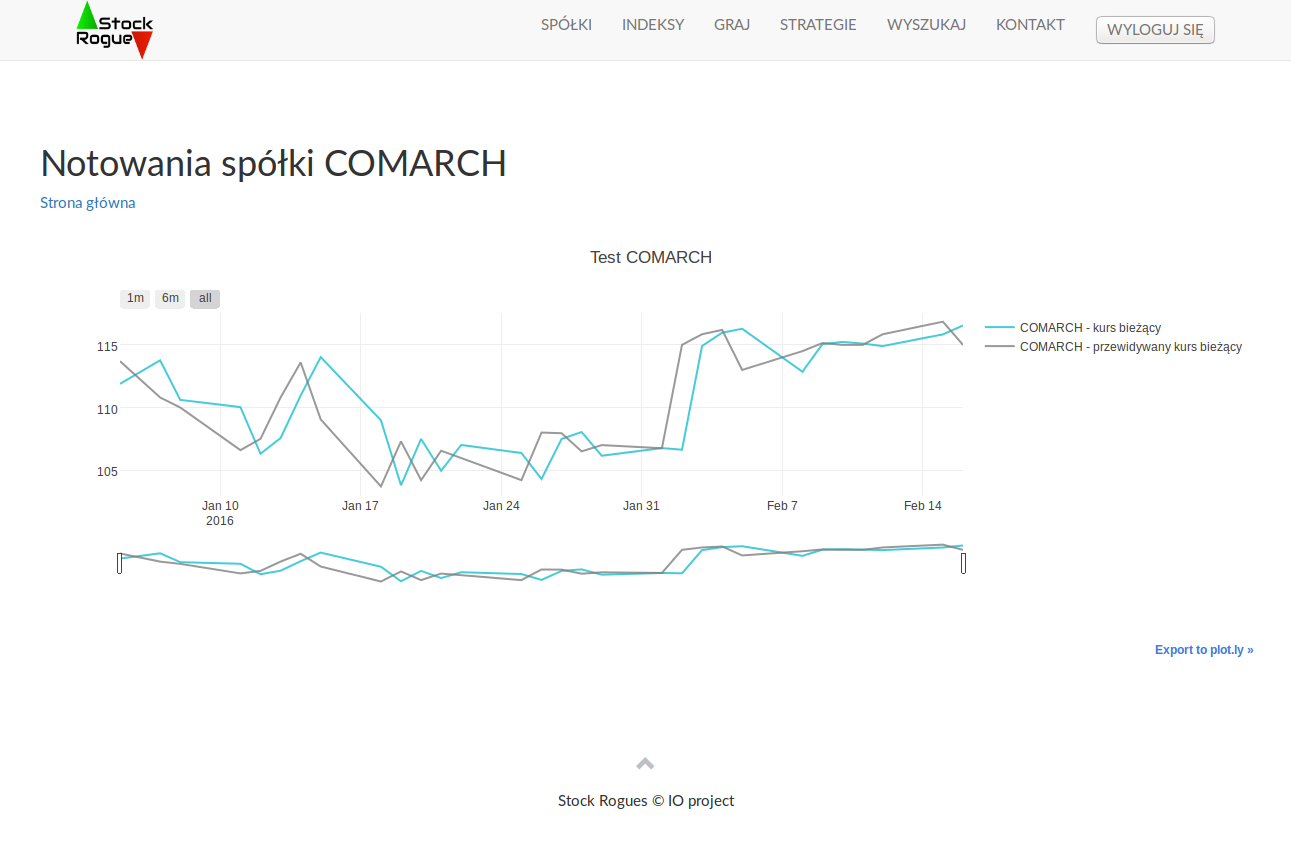 Stock
Rogue
SPÓŁKI
INDEKSY
GRAJ
STRATEGIE
WYSZUKAJ
KONTAKT
WYLOGUJ SIĘ
Notowania spółki COMARCH
Strona główna
Test COMARCH
1m
6m
all
COMARCH - kurs bieżący
COMARCH - przewidywany kurs bieżący
115
110
105
Jan 10
2016
Jan 17
Jan 24
Jan 31
Feb 7
Feb 14
Export to plot.ly »
Stock Rogues © IO project